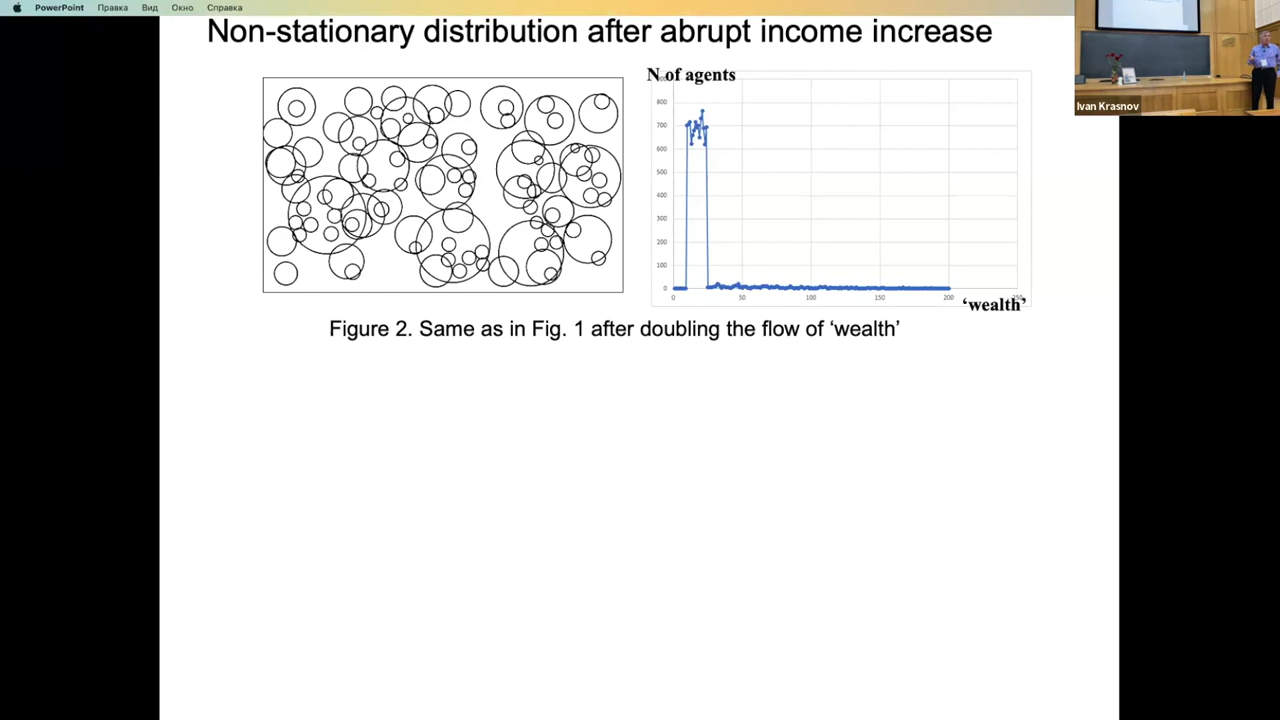 PowerPoint Правка Вид Окно Справка
Non-stationary distribution after abrupt income increase
Ivan Krasnov
N of agents
800
700
600
500
400
300
200
100
0
0 50 100 150 200
‘wealth’
Figure 2. Same as in Fig. 1 after doubling the flow of ‘wealth’